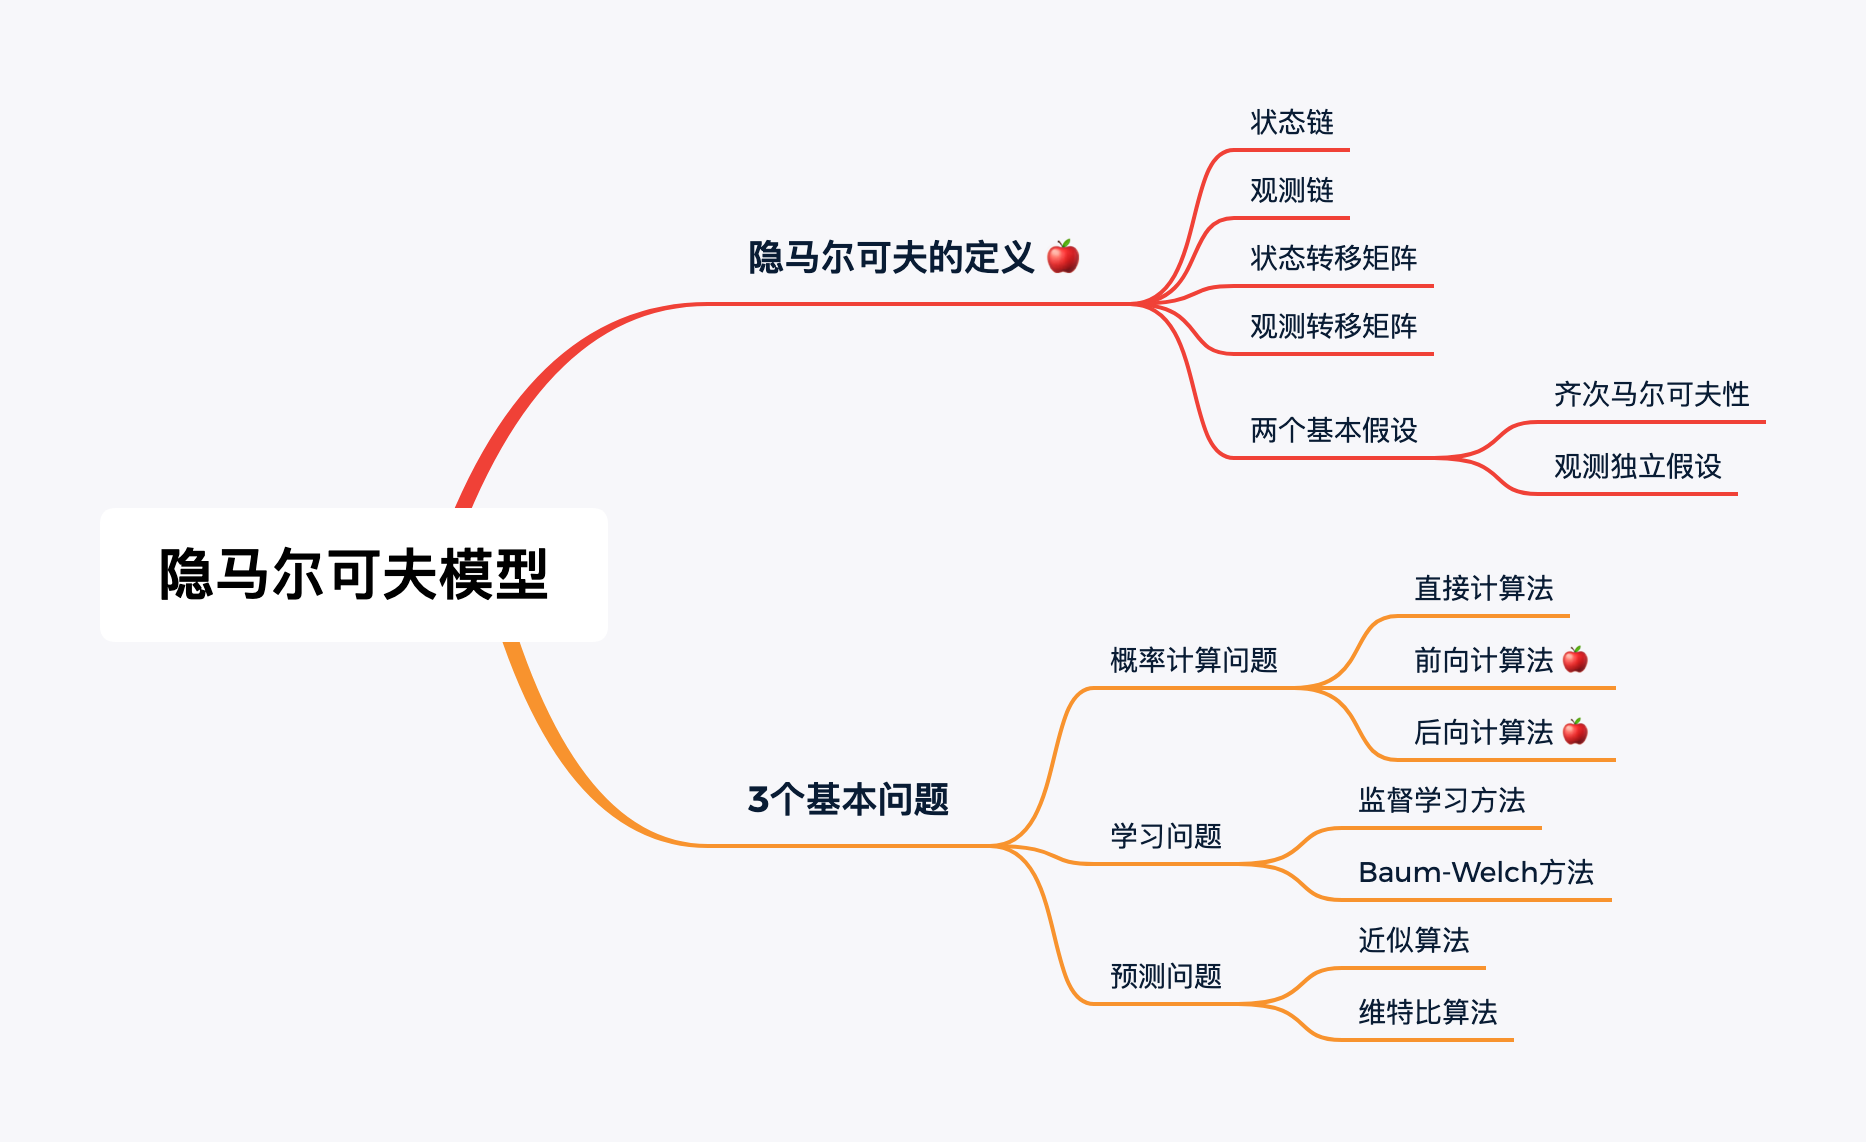 隐马尔可夫模型
隐马尔可夫的定义 🍎
状态链
观测链
状态转移矩阵
观测转移矩阵
两个基本假设
齐次马尔可夫性
观测独立假设
3个基本问题
概率计算问题
直接计算法
前向计算法 🍎
后向计算法 🍎
学习问题
监督学习方法
Baum-Welch方法
预测问题
近似算法
维特比算法